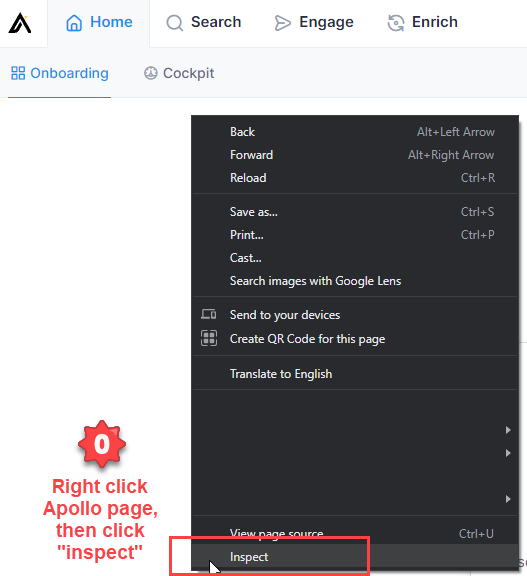 Home
Search
Engage
Enrich
Onboarding
Cockpit
Back Alt+Left Arrow
Forward Alt+Right Arrow
Reload Ctrl+R
Save as... Ctrl+S
Print... Ctrl+P
Cast...
Search images with Google Lens
Send to your devices
Create QR Code for this page
Translate to English
0
Right click
Apollo page,
then click
"inspect"
View page source Ctrl+U
Inspect